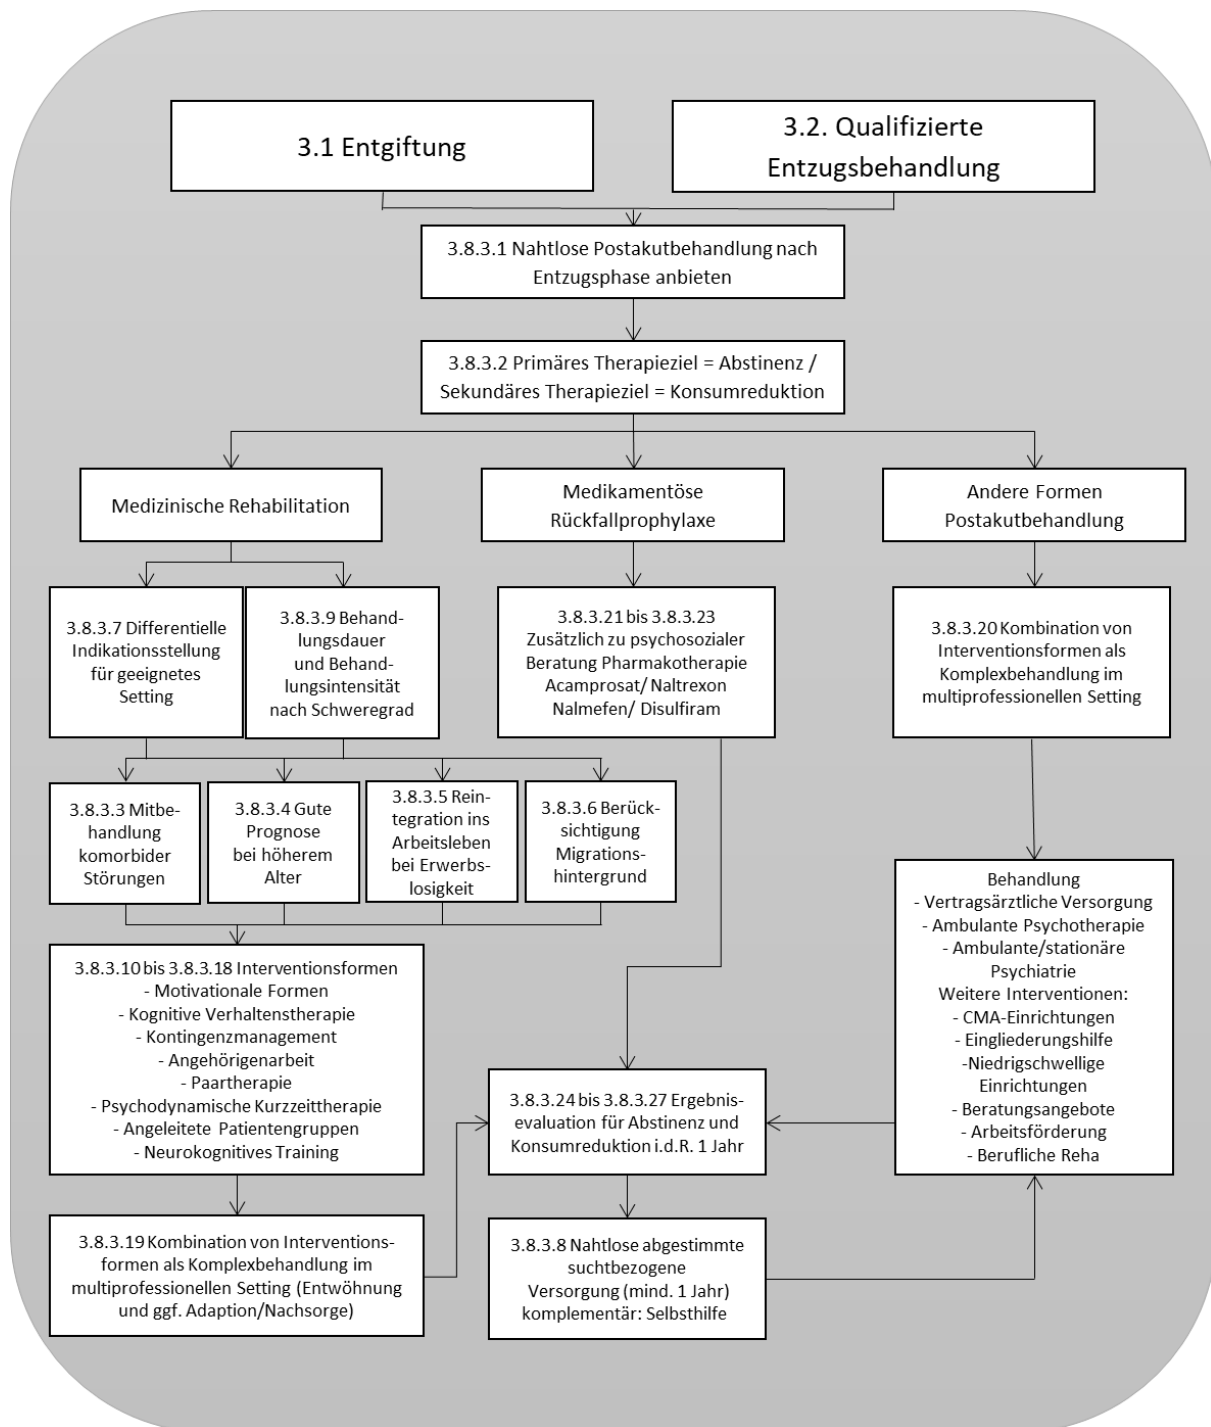 3.1 Entgiftung
3.2. Qualifizierte
Entzugsbehandlung
3.8.3.1 Nahtlose Postakutbehandlung nach
Entzugsphase anbieten
3.8.3.2 Primäres Therapieziel = Abstinenz /
Sekundäres Therapieziel = Konsumreduktion
Medizinische Rehabilitation
Medikamentöse
Rückfallprophylaxe
Andere Formen
Postakutbehandlung
3.8.3.7 Differentielle
Indikationsstellung
für geeignetes
Setting
3.8.3.9 Behand-
lungsdauer
und Behand-
lungsintensität
nach Schweregrad
3.8.3.21 bis 3.8.3.23
Zusätzlich zu psychosozialer
Beratung Pharmakotherapie
Acamprosat/ Naltrexon
Nalmefen/ Disulfiram
3.8.3.20 Kombination von
Interventionsformen als
Komplexbehandlung im
multiprofessionellen Setting
3.8.3.3 Mitbe-
handlung
komorbider
Störungen
3.8.3.4 Gute
Prognose
bei höherem
Alter
3.8.3.5 Rein-
tegration ins
Arbeitsleben
bei Erwerbs-
losigkeit
3.8.3.6 Berück-
sichtigung
Migrations-
hintergrund
3.8.3.10 bis 3.8.3.18 Interventionsformen
- Motivationale Formen
- Kognitive Verhaltenstherapie
- Kontingenzmanagement
- Angehörigenarbeit
- Paartherapie
- Psychodynamische Kurzzeittherapie
- Angeleitete Patientengruppen
- Neurokognitives Training
Behandlung
- Vertragsärztliche Versorgung
- Ambulante Psychotherapie
- Ambulante/stationäre
Psychiatrie
Weitere Interventionen:
- CMA-Einrichtungen
- Eingliederungshilfe
-Niedrigschwellige
Einrichtungen
- Beratungsangebote
- Arbeitsförderung
- Berufliche Reha
3.8.3.24 bis 3.8.3.27 Ergebnis-
evaluation für Abstinenz und
Konsumreduktion i.d.R. 1 Jahr
3.8.3.19 Kombination von Interventions-
formen als Komplexbehandlung im
multiprofessionellen Setting (Entwöhnung
und ggf. Adaption/Nachsorge)
3.8.3.8 Nahtlose abgestimmte
suchtbezogene
Versorgung (mind. 1 Jahr)
komplementär: Selbsthilfe